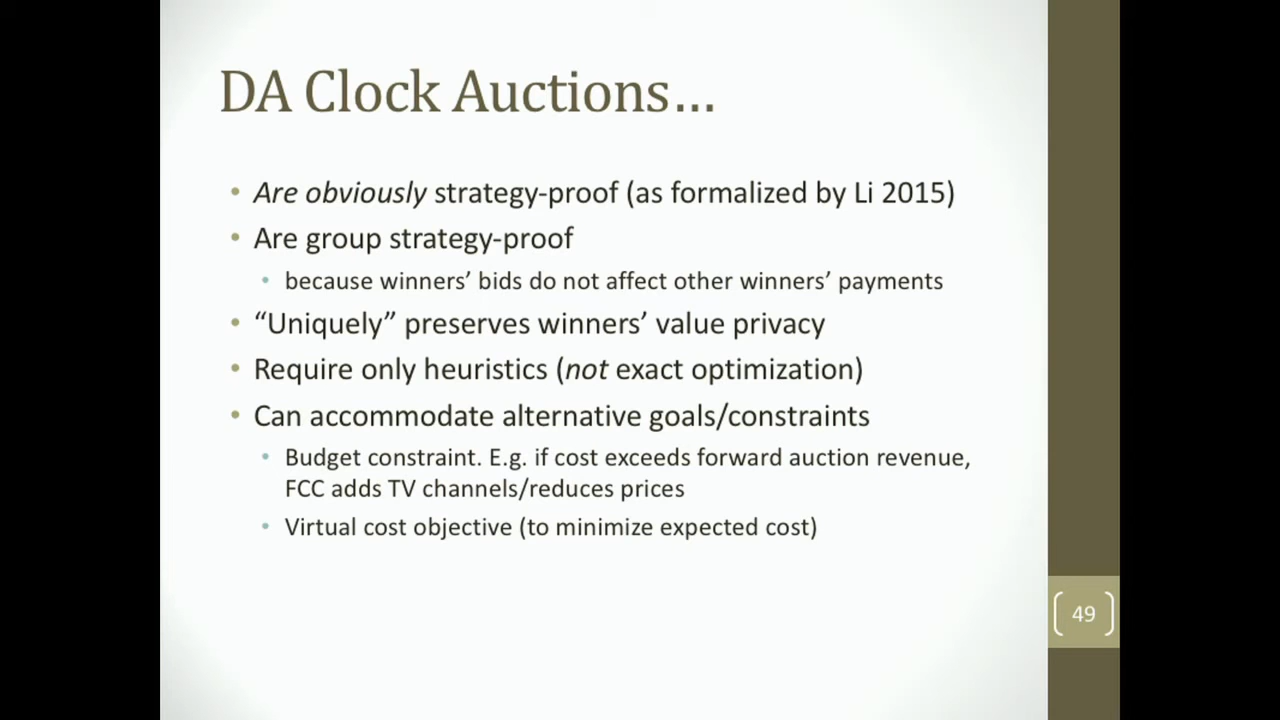 DA Clock Auctions…
• Are obviously strategy-proof (as formalized by Li 2015)
• Are group strategy-proof
• because winners’ bids do not affect other winners’ payments
• “Uniquely” preserves winners’ value privacy
• Require only heuristics (not exact optimization)
• Can accommodate alternative goals/constraints
• Budget constraint. E.g. if cost exceeds forward auction revenue,
FCC adds TV channels/reduces prices
• Virtual cost objective (to minimize expected cost)
49